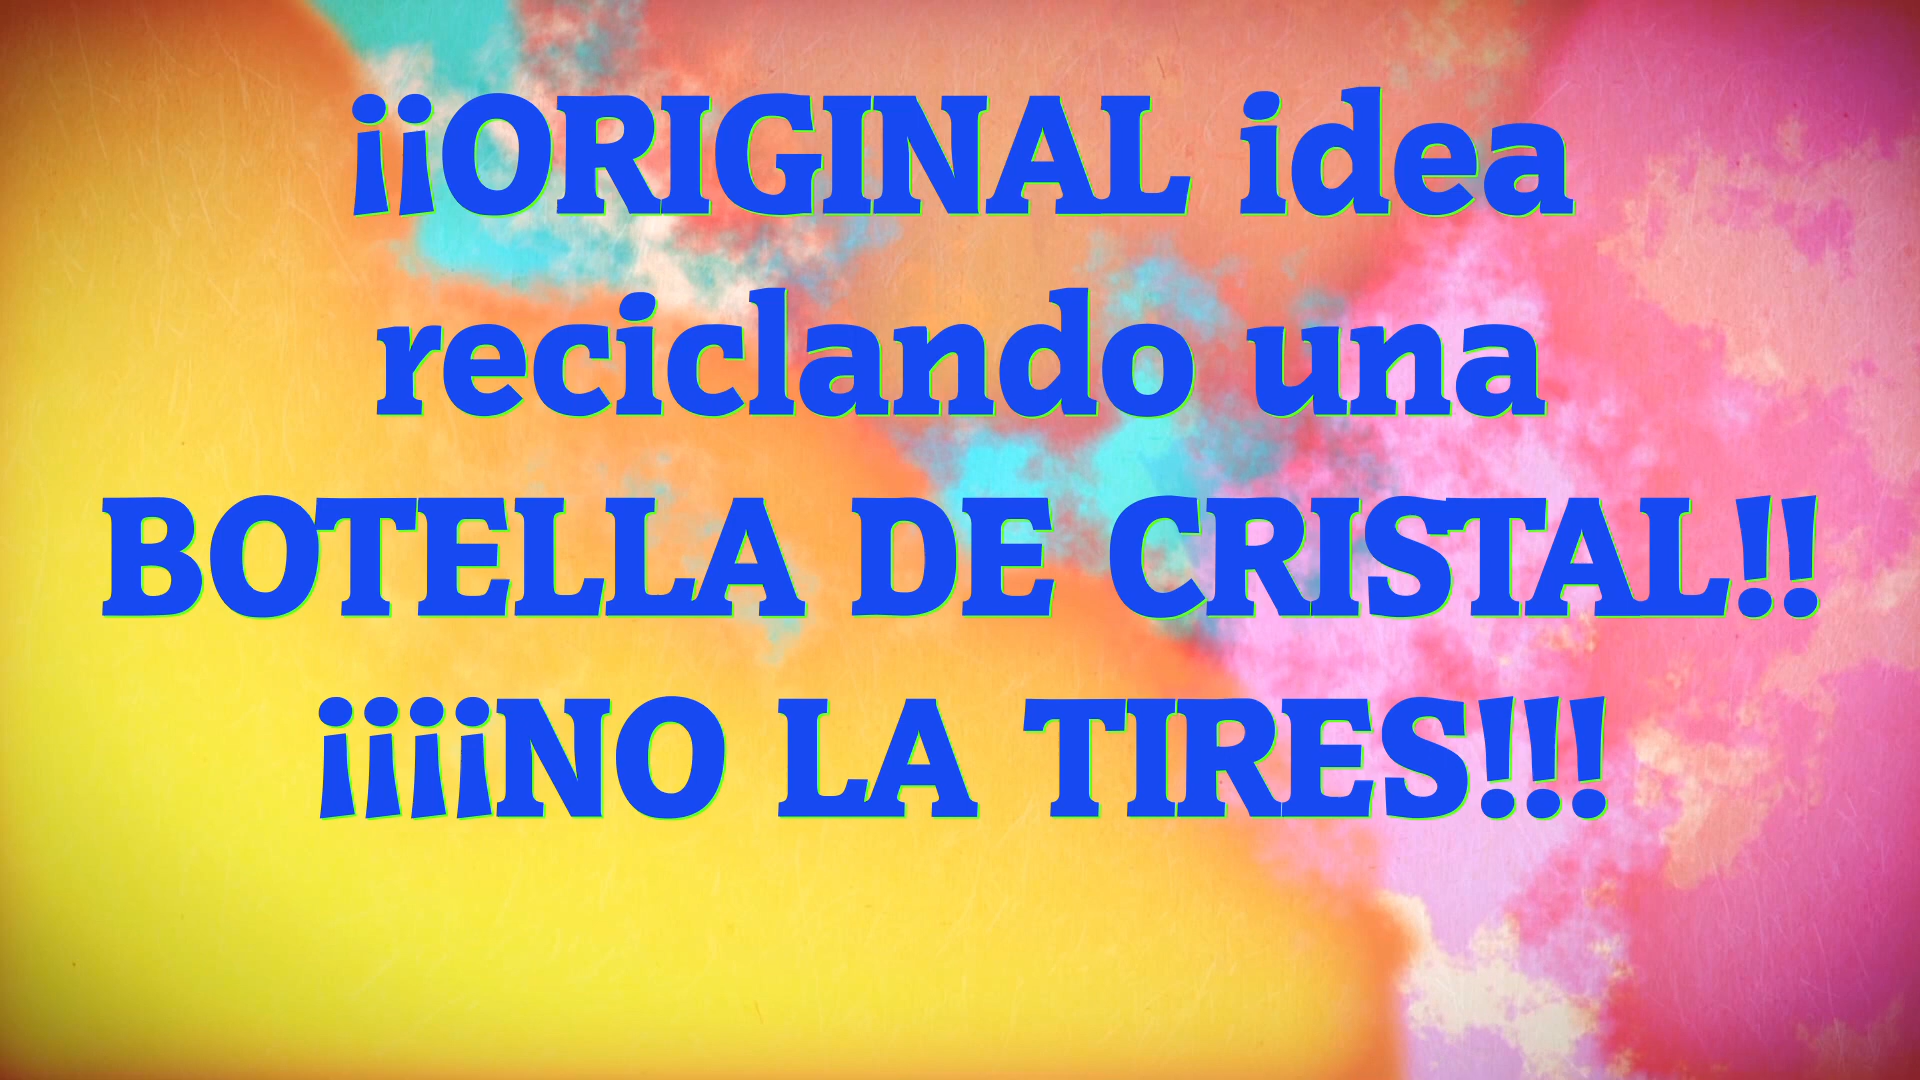 ¡¡ORIGINAL idea
reciclando una
BOTELLA DE CRISTAL!!
¡¡¡¡NO LA TIRES!!!